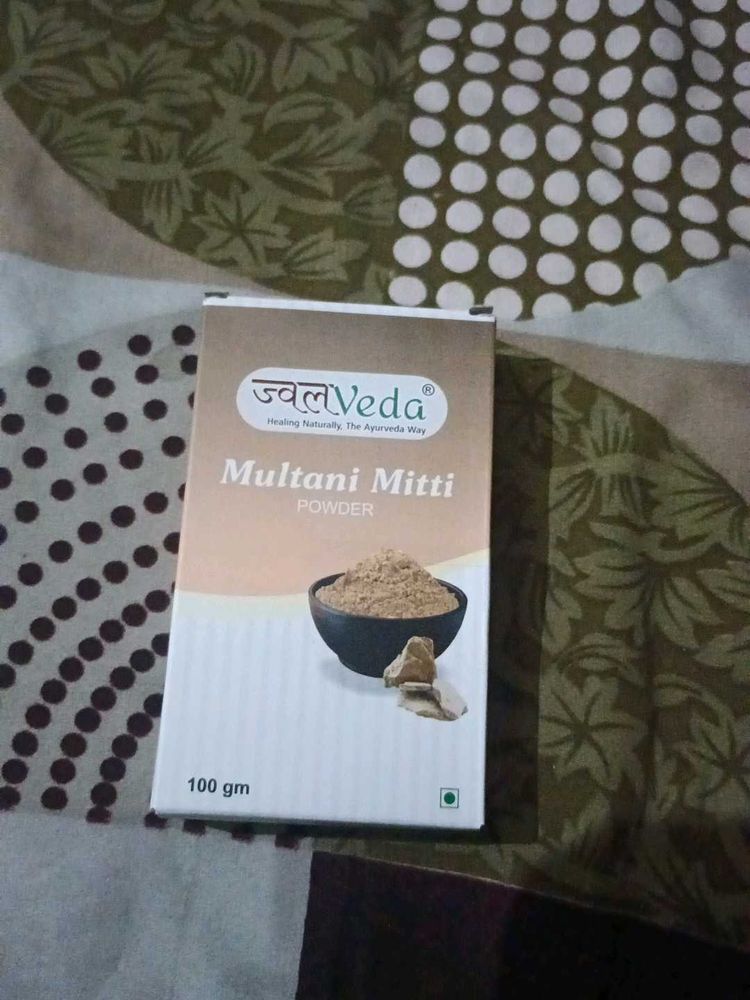 ज्वलVeda®
Healing Naturally, The Ayurveda Way
Multani Mitti
POWDER
100 gm